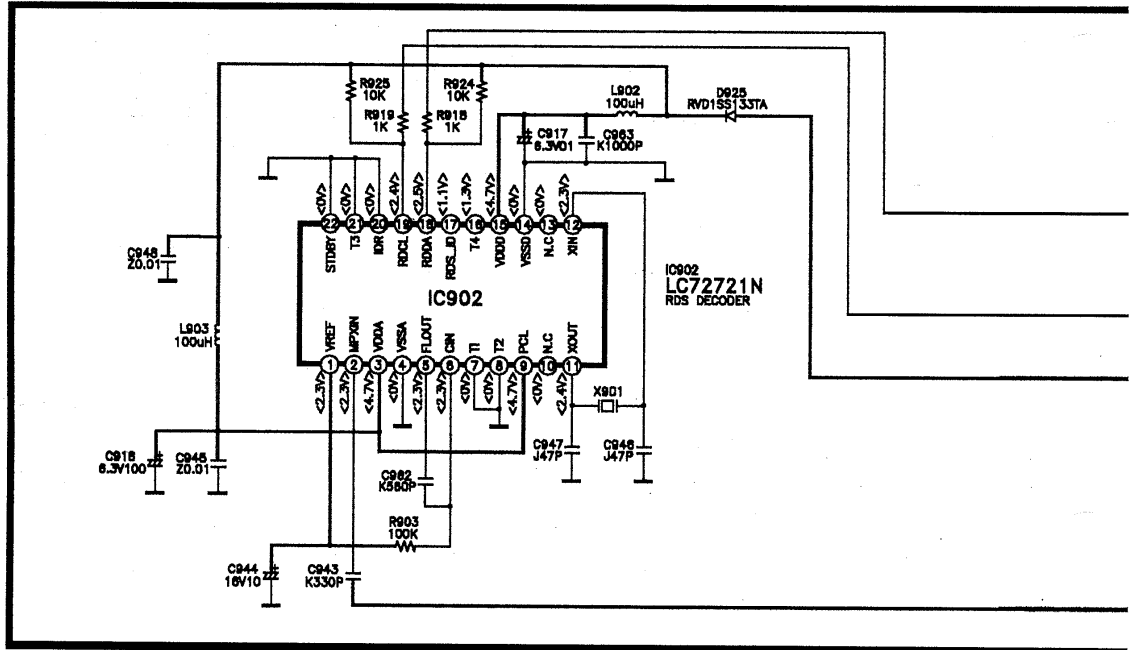 R925
10K
R924
10K
R919
1K
R918
1K
L902
100uH
D925
RVD1SS133TA
C917
6.3V01
C963
K1000P
<0V>
<0V>
<0V>
<2.4V>
<2.5V>
<1.1V>
<1.3V>
<4.7V>
<0V>
<0V>
<2.3V>
22
21
20
19
18
17
16
15
14
13
12
STDBY
T3
IDR
RDCL
RDDA
RDS_ID
T4
VDDD
VSSD
N.C
XIN
C948
Z0.01
IC902
IC902
LC72721N
RDS DECODER
L903
100uH
VREF
MPXIN
VDDA
VSSA
FLOUT
CIN
T1
T2
PCL
N.C
XOUT
1
2
3
4
5
6
7
8
9
10
11
<2.3V>
<2.3V>
<4.7V>
<0V>
<2.3V>
<2.3V>
<0V>
<0V>
<4.7V>
<0V>
<2.4V>
X901
C947
J47P
C946
J47P
C916
6.3V100
C945
Z0.01
C962
K560P
R903
100K
C944
16V10
C943
K330P